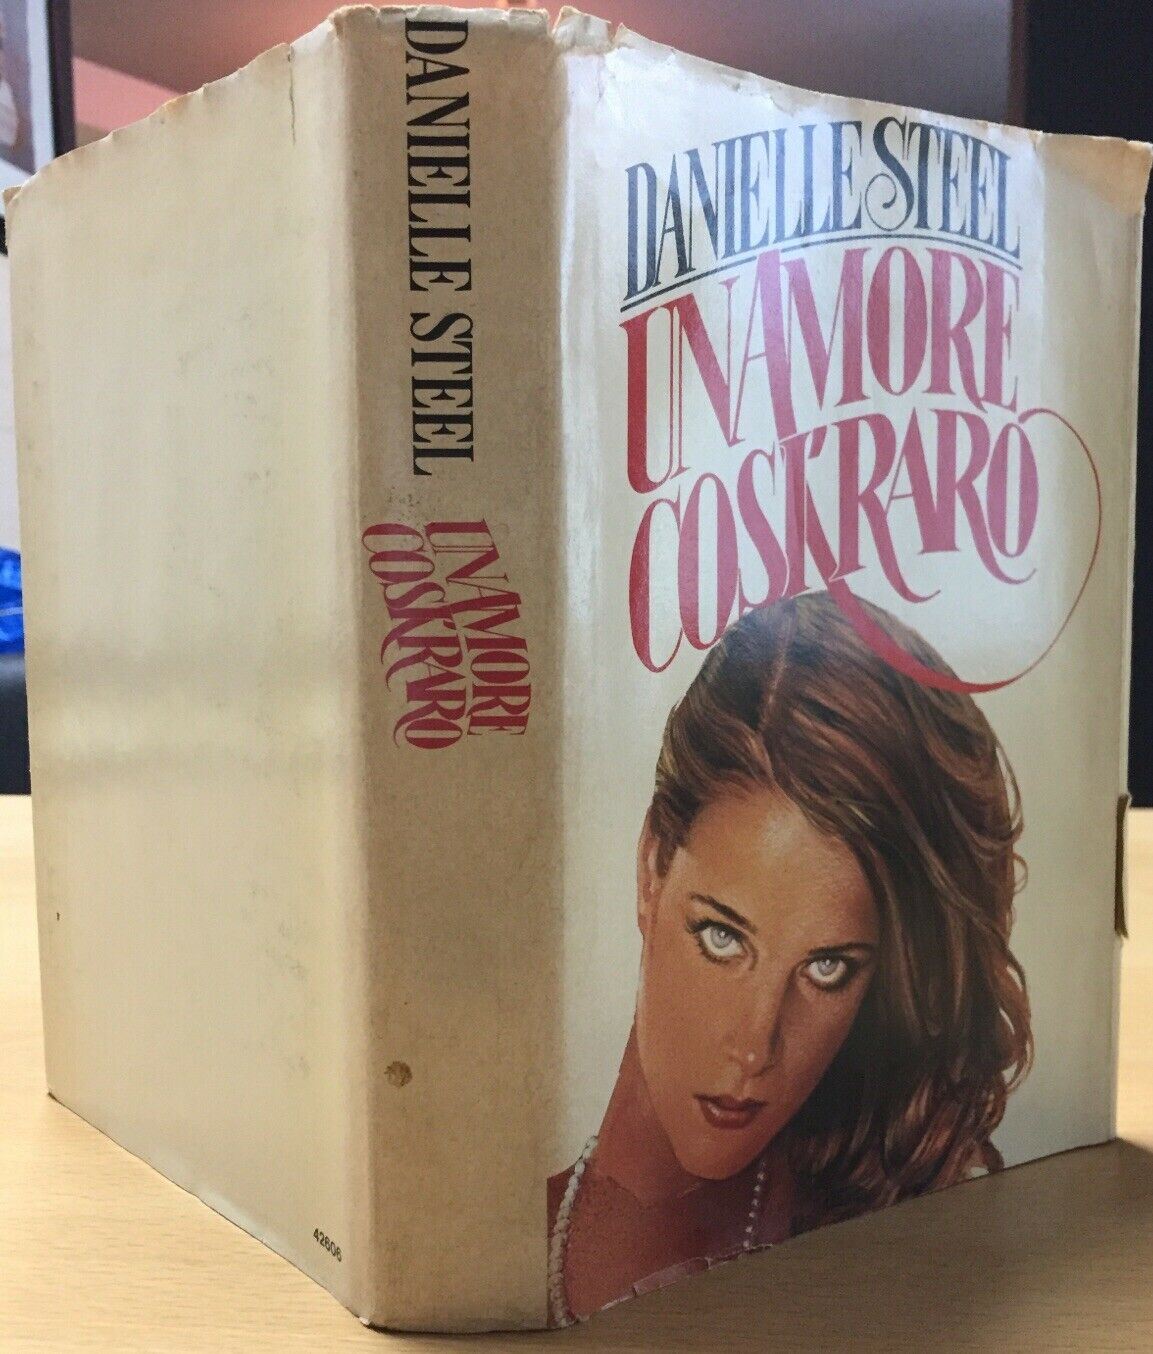 DANIELLE STEEL
UN AMORE
COSÌ RARO
DANIELLE STEEL
UN AMORE
COSÌ RARO
42606